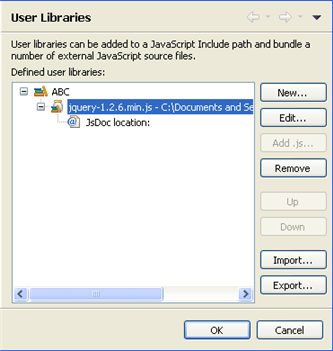 User Libraries
User libraries can be added to a JavaScript Include path and bundle a
number of external JavaScript source files.
Defined user libraries:
ABC
jquery-1.2.6.min.js - C:\Documents and Se
JsDoc location:
New...
Edit...
Add .js...
Remove
Up
Down
Import...
Export...
OK
Cancel